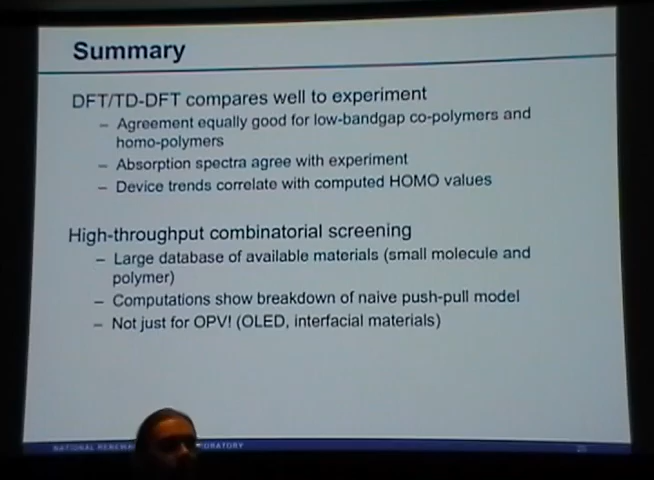 Summary
DFT/TD-DFT compares well to experiment
– Agreement equally good for low-bandgap co-polymers and
homo-polymers
– Absorption spectra agree with experiment
– Device trends correlate with computed HOMO values
High-throughput combinatorial screening
– Large database of available materials (small molecule and
polymer)
– Computations show breakdown of naive push-pull model
– Not just for OPV! (OLED, interfacial materials)
NATIONAL